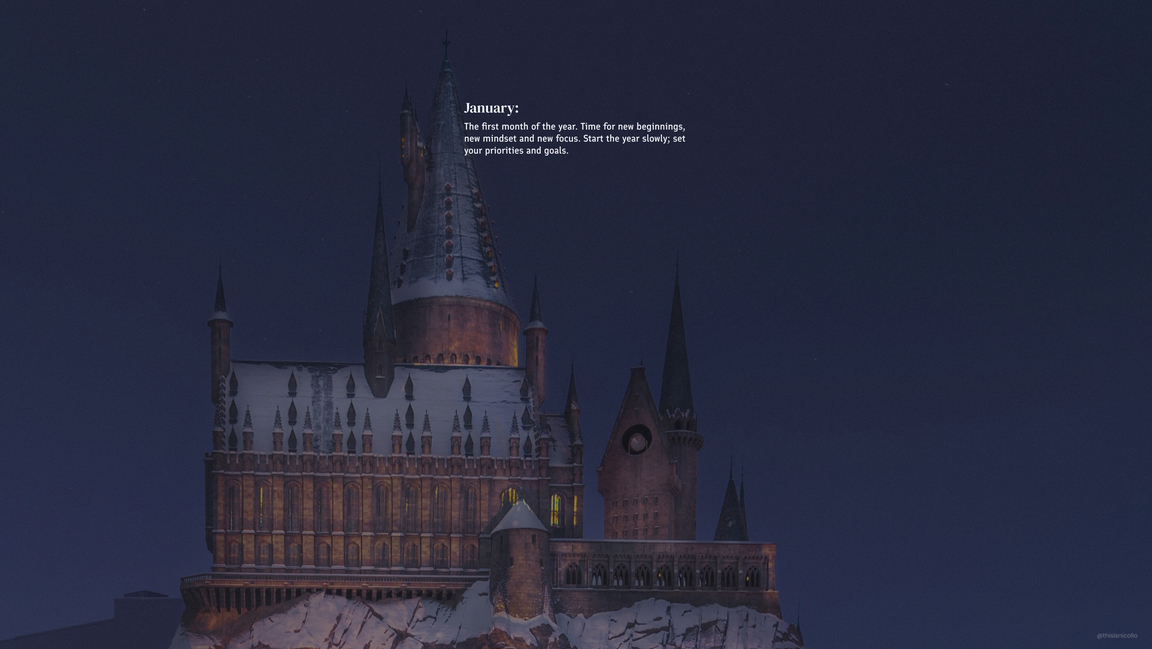 January:
The first month of the year. Time for new beginnings,
new mindset and new focus. Start the year slowly; set
your priorities and goals.
@thisisnicollo